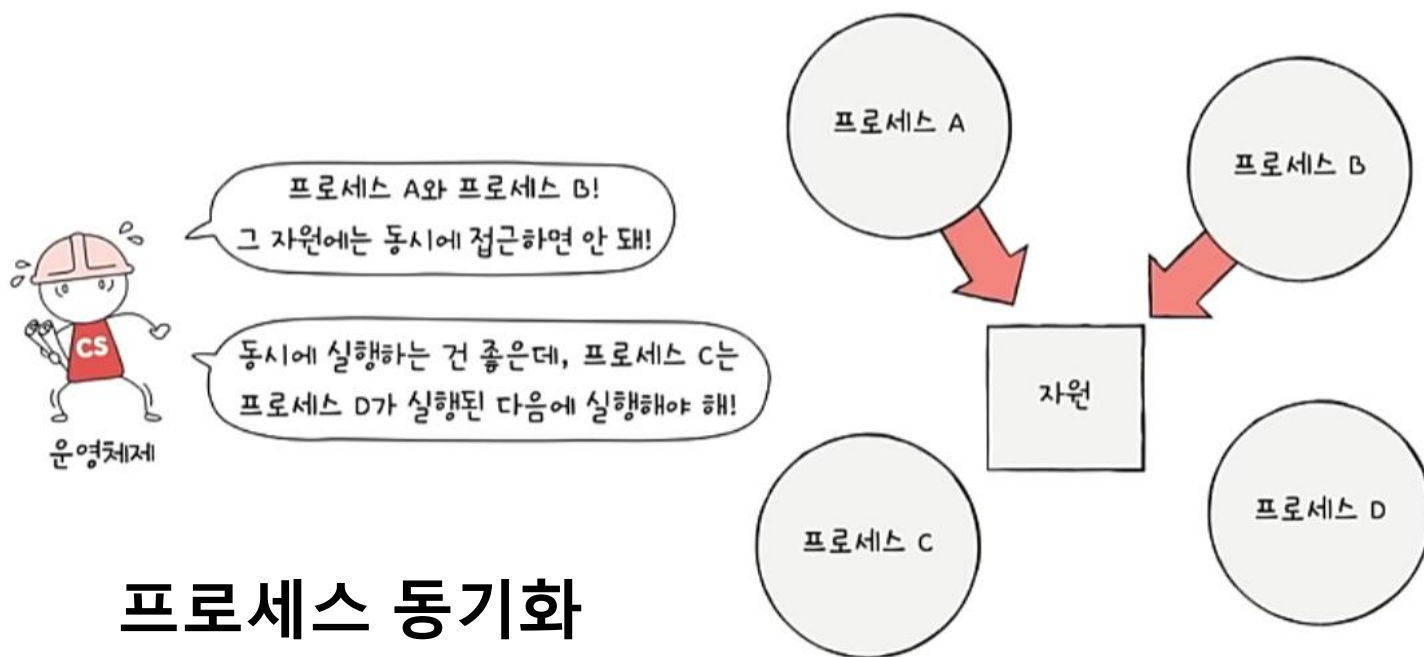 프로세스 A와 프로세스 B!
그 자원에는 동시에 접근하면 안 돼!
동시에 실행하는 건 좋은데, 프로세스 C는
프로세스 D가 실행된 다음에 실행해야 해!
CS
운영체제
프로세스 A
프로세스 B
자원
프로세스 C
프로세스 D
프로세스 동기화